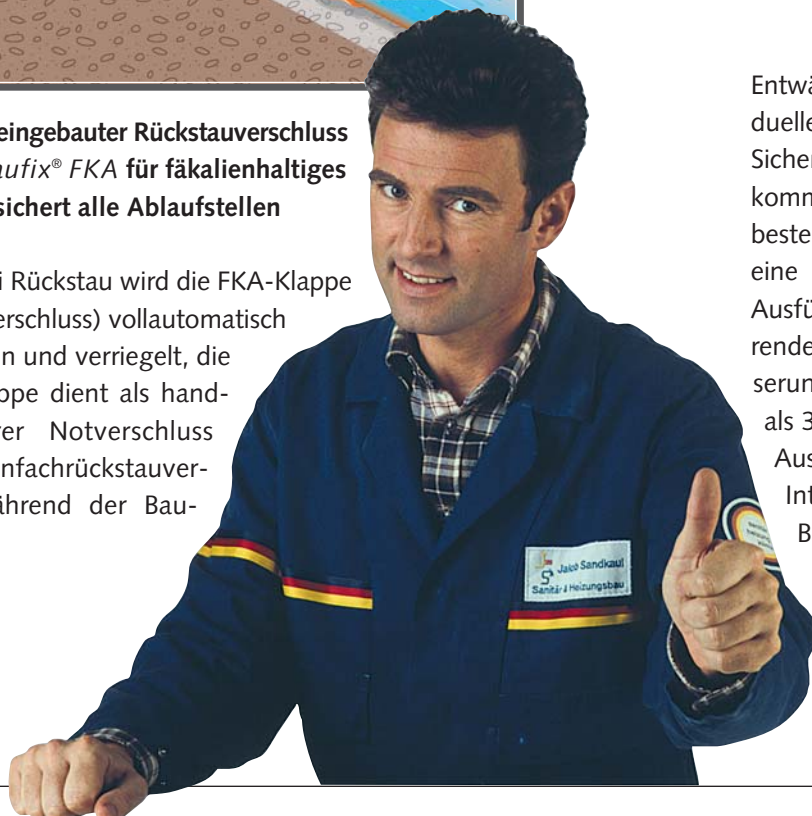 eingebauter Rückstauverschluss
aufix® FKA für fäkalienhaltiges
sichert alle Ablaufstellen
i Rückstau wird die FKA-Klappe
erschluss) vollautomatisch
n und verriegelt, die
ppe dient als hand-
rer Notverschluss
nfachrückstauver-
ährend der Bau-
Entwä
duelle
Sicher
komm
beste
eine
Ausfü
rende
serun
als 3
Aus
Int
B
Jakob Sandkaul
Sanitär & Heizungsbau